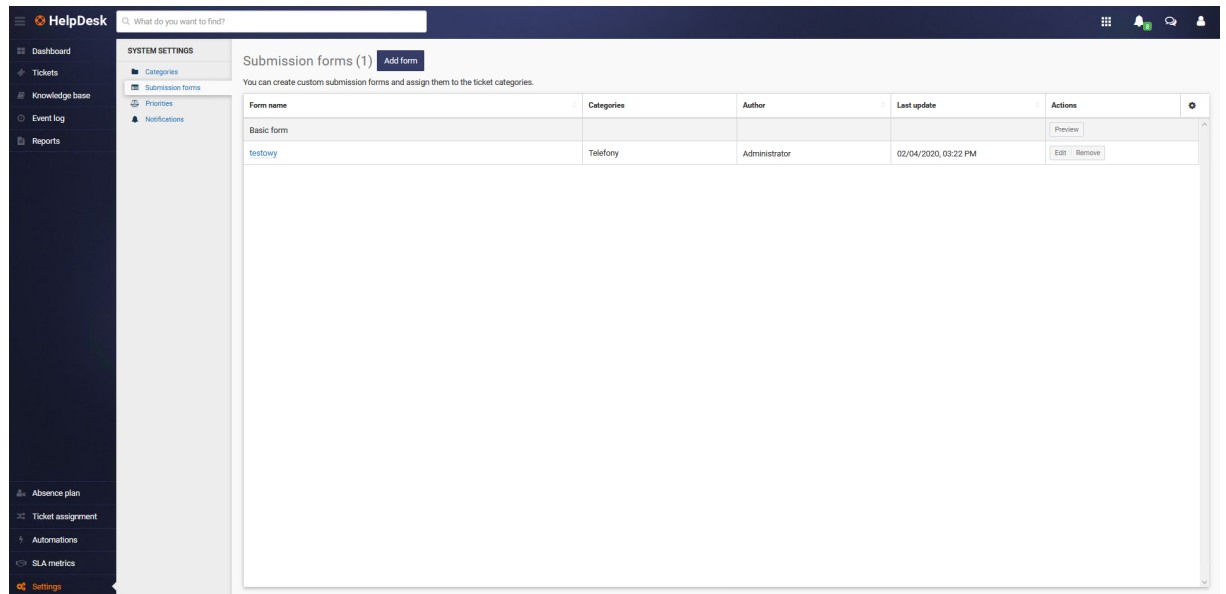 HelpDesk
What do you want to find?
8
Dashboard
Tickets
Knowledge base
Event log
Reports
Absence plan
Ticket assignment
Automations
SLA metrics
Settings
SYSTEM SETTINGS
Categories
Submission forms
Priorities
Notifications
Submission forms (1) Add form
You can create custom submission forms and assign them to the ticket categories.
Form name Categories Author Last update Actions
Basic form Preview
testowy Telefony Administrator 02/04/2020, 03:22 PM Edit Remove